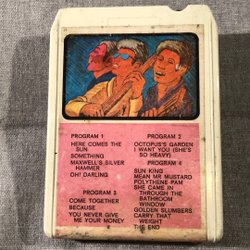 PROGRAM 1
HERE COMES THE
SUN
SOMETHING
MAXWELL'S SILVER
HAMMER
OH! DARLING
PROGRAM 2
OCTOPUS'S GARDEN
I WANT YOU (SHE'S
SO HEAVY)
PROGRAM 3
COME TOGETHER
BECAUSE
YOU NEVER GIVE
ME YOUR MONEY
PROGRAM 4
SUN KING
MEAN MR MUSTARD
POLYTHENE PAM
SHE CAME IN
THROUGH THE
BATHROOM
WINDOW
GOLDEN SLUMBERS
CARRY THAT
WEIGHT
THE END